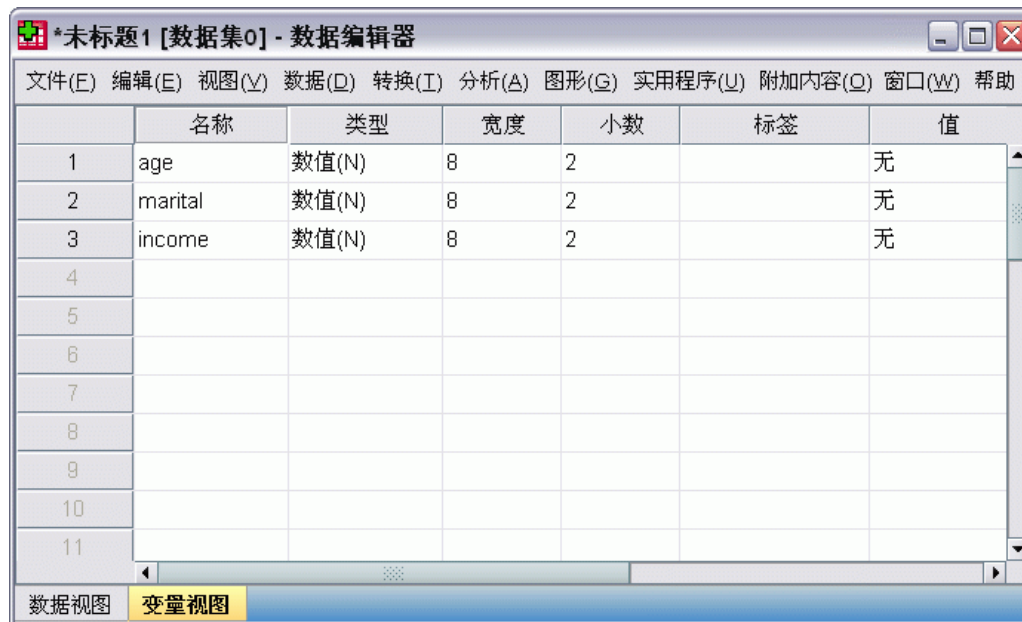 *未标题1 [数据集0] - 数据编辑器
文件(F) 编辑(E) 视图(V) 数据(D) 转换(T) 分析(A) 图形(G) 实用程序(U) 附加内容(O) 窗口(W) 帮助
名称 类型 宽度 小数 标签 值
1 age 数值(N) 8 2 无
2 marital 数值(N) 8 2 无
3 income 数值(N) 8 2 无
4
5
6
7
8
9
10
11
数据视图 变量视图